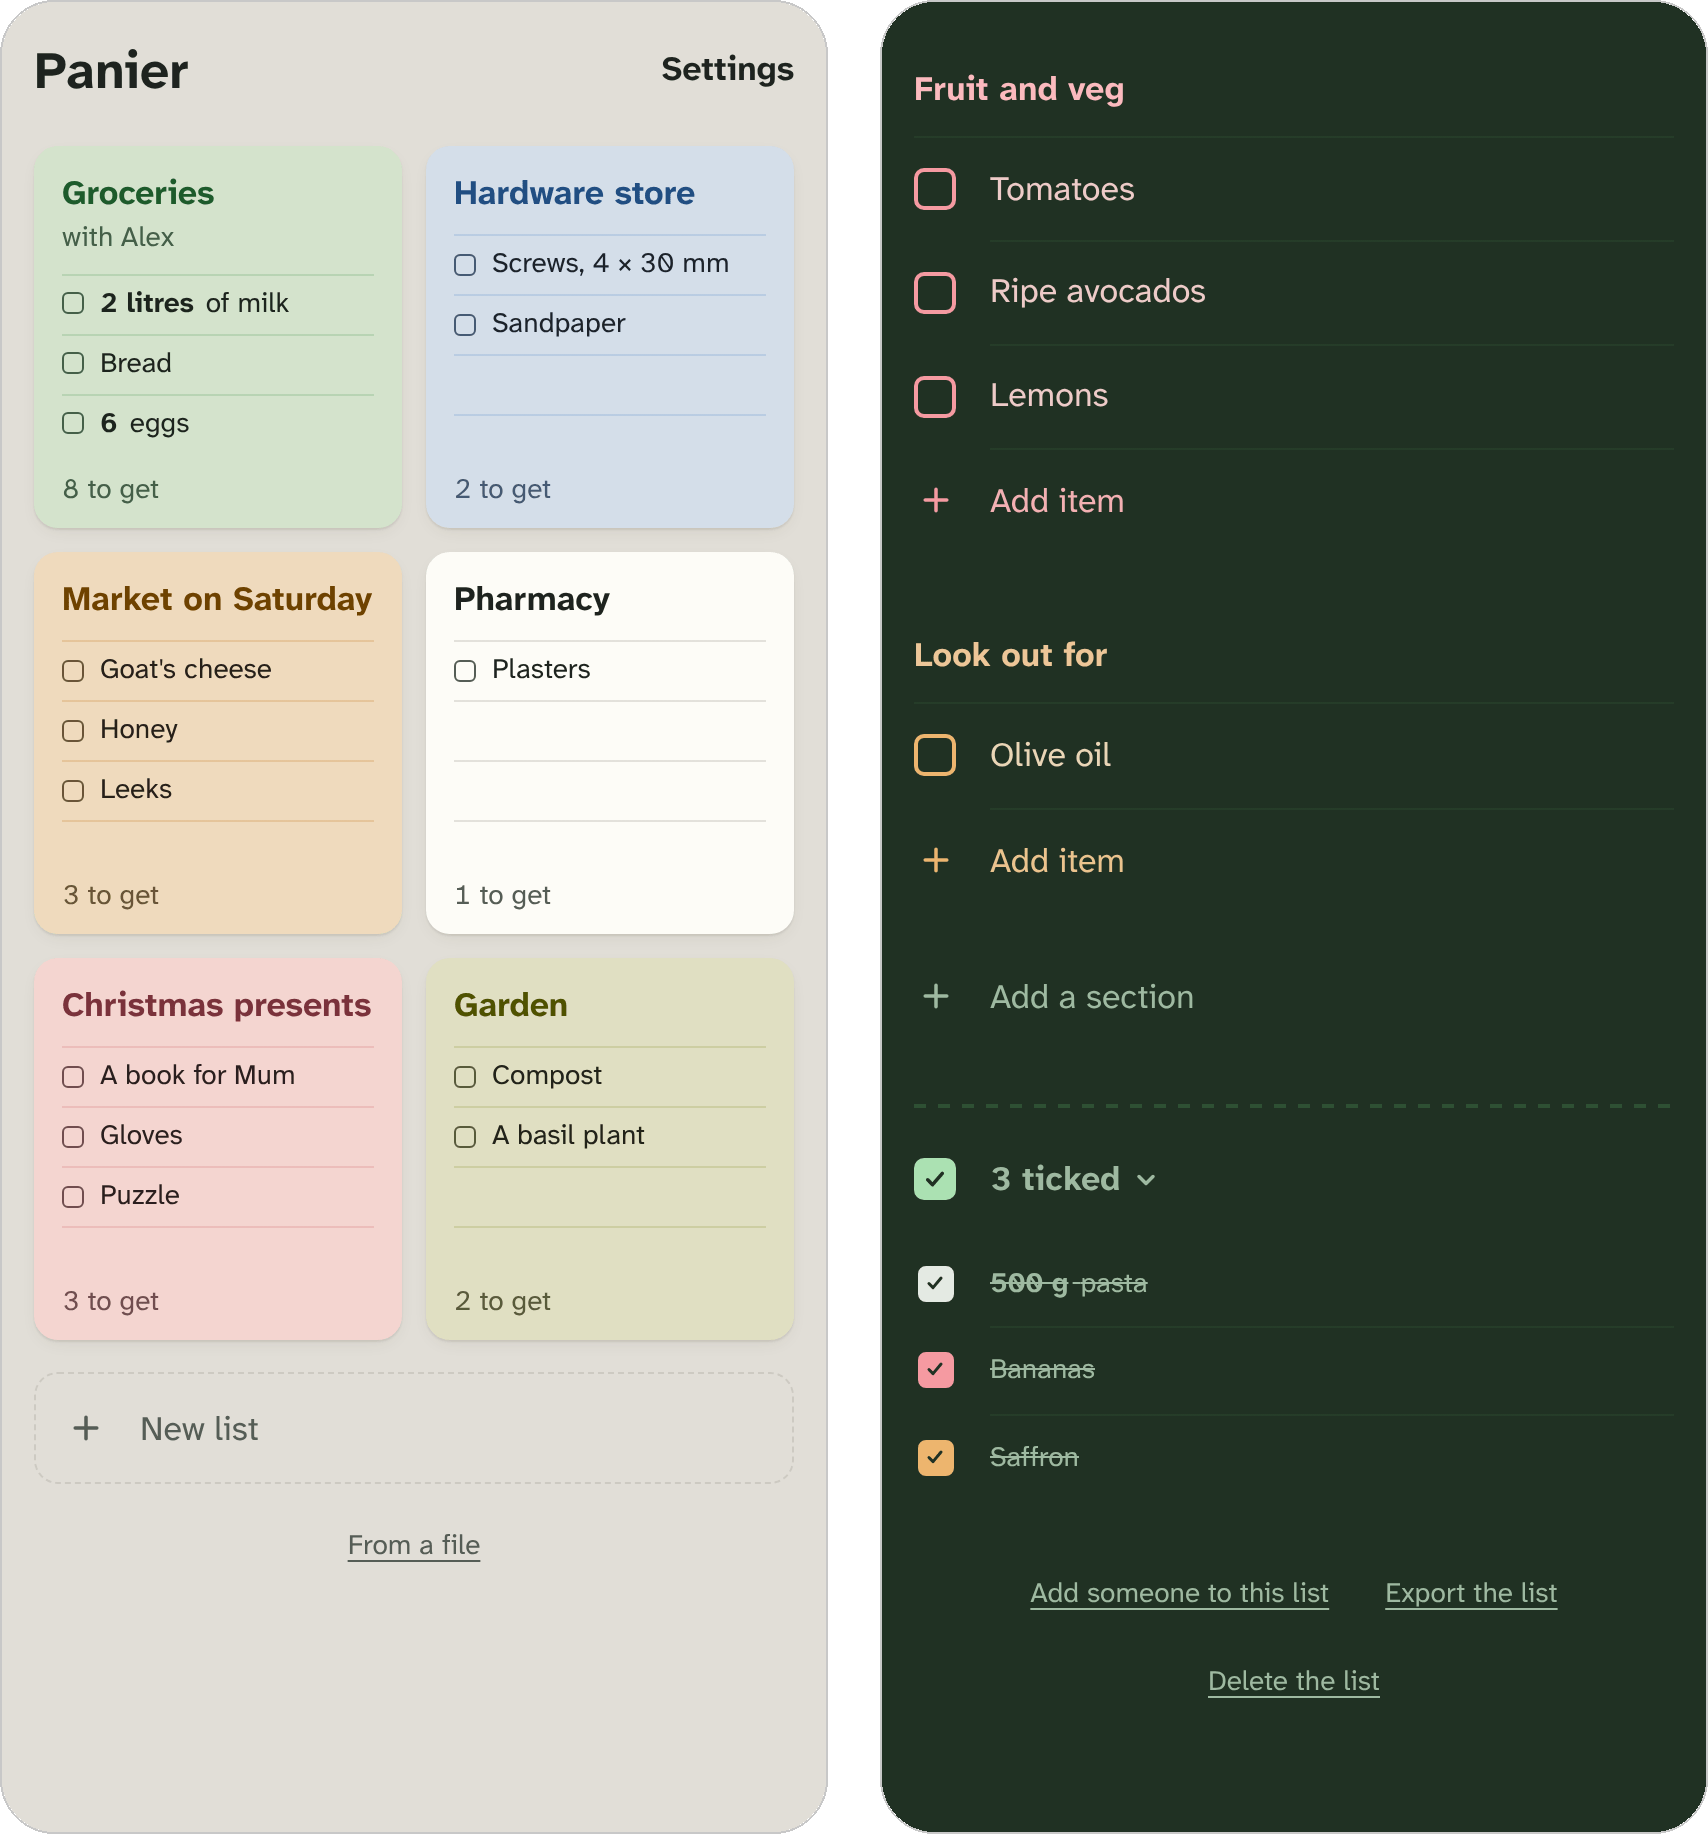 Panier
Settings
Groceries
with Alex
2 litres of milk
Bread
6 eggs
8 to get
Hardware store
Screws, 4 × 30 mm
Sandpaper
2 to get
Market on Saturday
Goat's cheese
Honey
Leeks
3 to get
Pharmacy
Plasters
1 to get
Christmas presents
A book for Mum
Gloves
Puzzle
3 to get
Garden
Compost
A basil plant
2 to get
New list
From a file
Fruit and veg
Tomatoes
Ripe avocados
Lemons
Add item
Look out for
Olive oil
Add item
Add a section
3 ticked
500 g pasta
Bananas
Saffron
Add someone to this list
Export the list
Delete the list